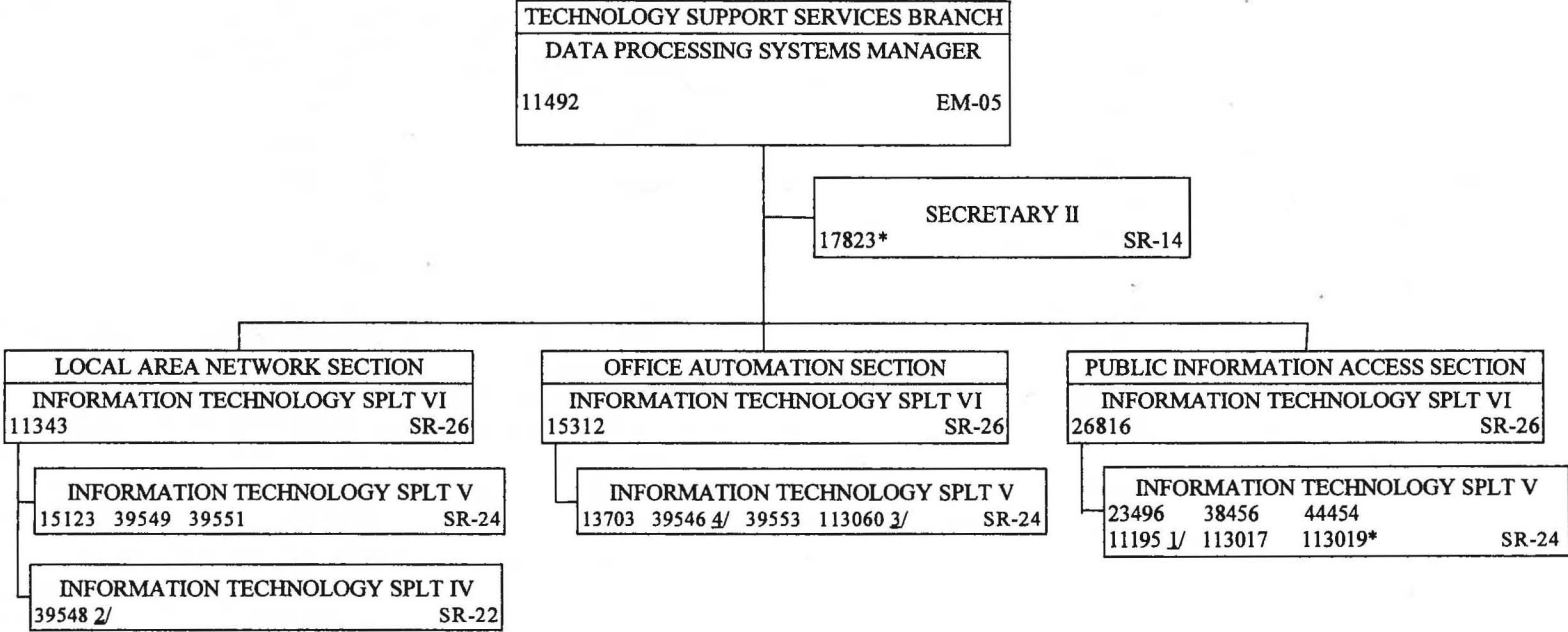 TECHNOLOGY SUPPORT SERVICES BRANCH
DATA PROCESSING SYSTEMS MANAGER
11492 EM-05
SECRETARY II
17823* SR-14
LOCAL AREA NETWORK SECTION
INFORMATION TECHNOLOGY SPLT VI
11343 SR-26
INFORMATION TECHNOLOGY SPLT V
15123 39549 39551 SR-24
INFORMATION TECHNOLOGY SPLT IV
39548 2/ SR-22
OFFICE AUTOMATION SECTION
INFORMATION TECHNOLOGY SPLT VI
15312 SR-26
INFORMATION TECHNOLOGY SPLT V
13703 39546 4/ 39553 113060 3/ SR-24
PUBLIC INFORMATION ACCESS SECTION
INFORMATION TECHNOLOGY SPLT VI
26816 SR-26
INFORMATION TECHNOLOGY SPLT V
23496 38456 44454
11195 1/ 113017 113019* SR-24